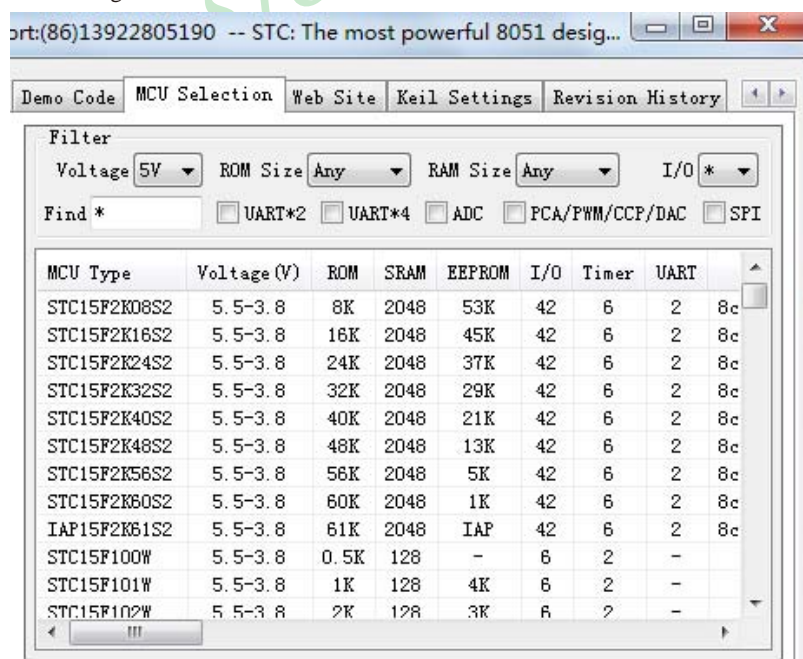 ort:(86)13922805190 -- STC: The most powerful 8051 desig...
Demo Code MCU Selection Web Site Keil Settings Revision History
Filter
Voltage 5V ROM Size Any RAM Size Any I/O *
Find * UART*2 UART*4 ADC PCA/PWM/CCP/DAC SPI
MCU Type Voltage(V) ROM SRAM EEPROM I/O Timer UART
STC15F2K08S2 5.5-3.8 8K 2048 53K 42 6 2 8c
STC15F2K16S2 5.5-3.8 16K 2048 45K 42 6 2 8c
STC15F2K24S2 5.5-3.8 24K 2048 37K 42 6 2 8c
STC15F2K32S2 5.5-3.8 32K 2048 29K 42 6 2 8c
STC15F2K40S2 5.5-3.8 40K 2048 21K 42 6 2 8c
STC15F2K48S2 5.5-3.8 48K 2048 13K 42 6 2 8c
STC15F2K56S2 5.5-3.8 56K 2048 5K 42 6 2 8c
STC15F2K60S2 5.5-3.8 60K 2048 1K 42 6 2 8c
IAP15F2K61S2 5.5-3.8 61K 2048 IAP 42 6 2 8c
STC15F100W 5.5-3.8 0.5K 128 - 6 2 -
STC15F101W 5.5-3.8 1K 128 4K 6 2 -
STC15F102W 5.5-3.8 2K 128 3K 6 2 -